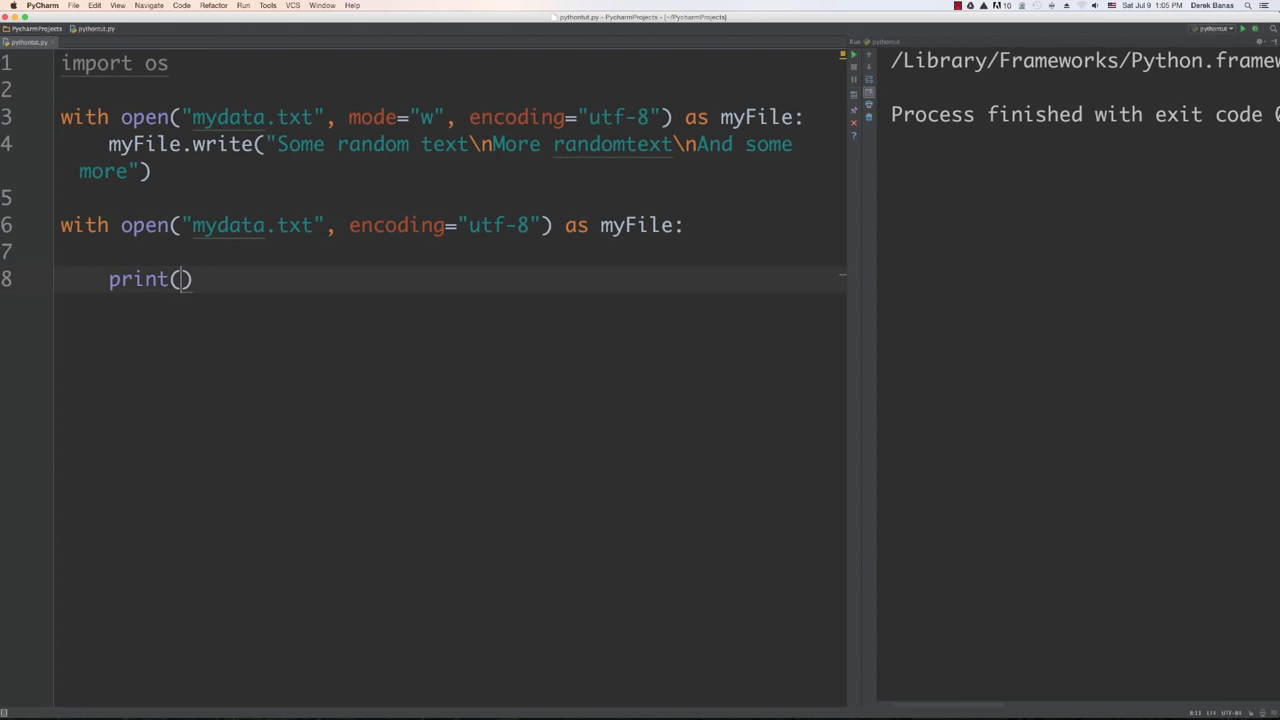 PyCharm File Edit View Navigate Code Refactor Run Tools VCS Window Help
10 Sat Jul 9 1:05 PM Derek Banas
pythontut.py - PycharmProjects - [~/PycharmProjects]
PycharmProjects pythontut.py pythontut
pythontut.py Run pythontut
1 import os
/Library/Frameworks/Python.framew
2
3 with open("mydata.txt", mode="w", encoding="utf-8") as myFile:
Process finished with exit code 0
4 myFile.write("Some random text\nMore randomtext\nAnd some
more")
5
6 with open("mydata.txt", encoding="utf-8") as myFile:
7
8 print()
8:11 LF÷ UTF-8÷